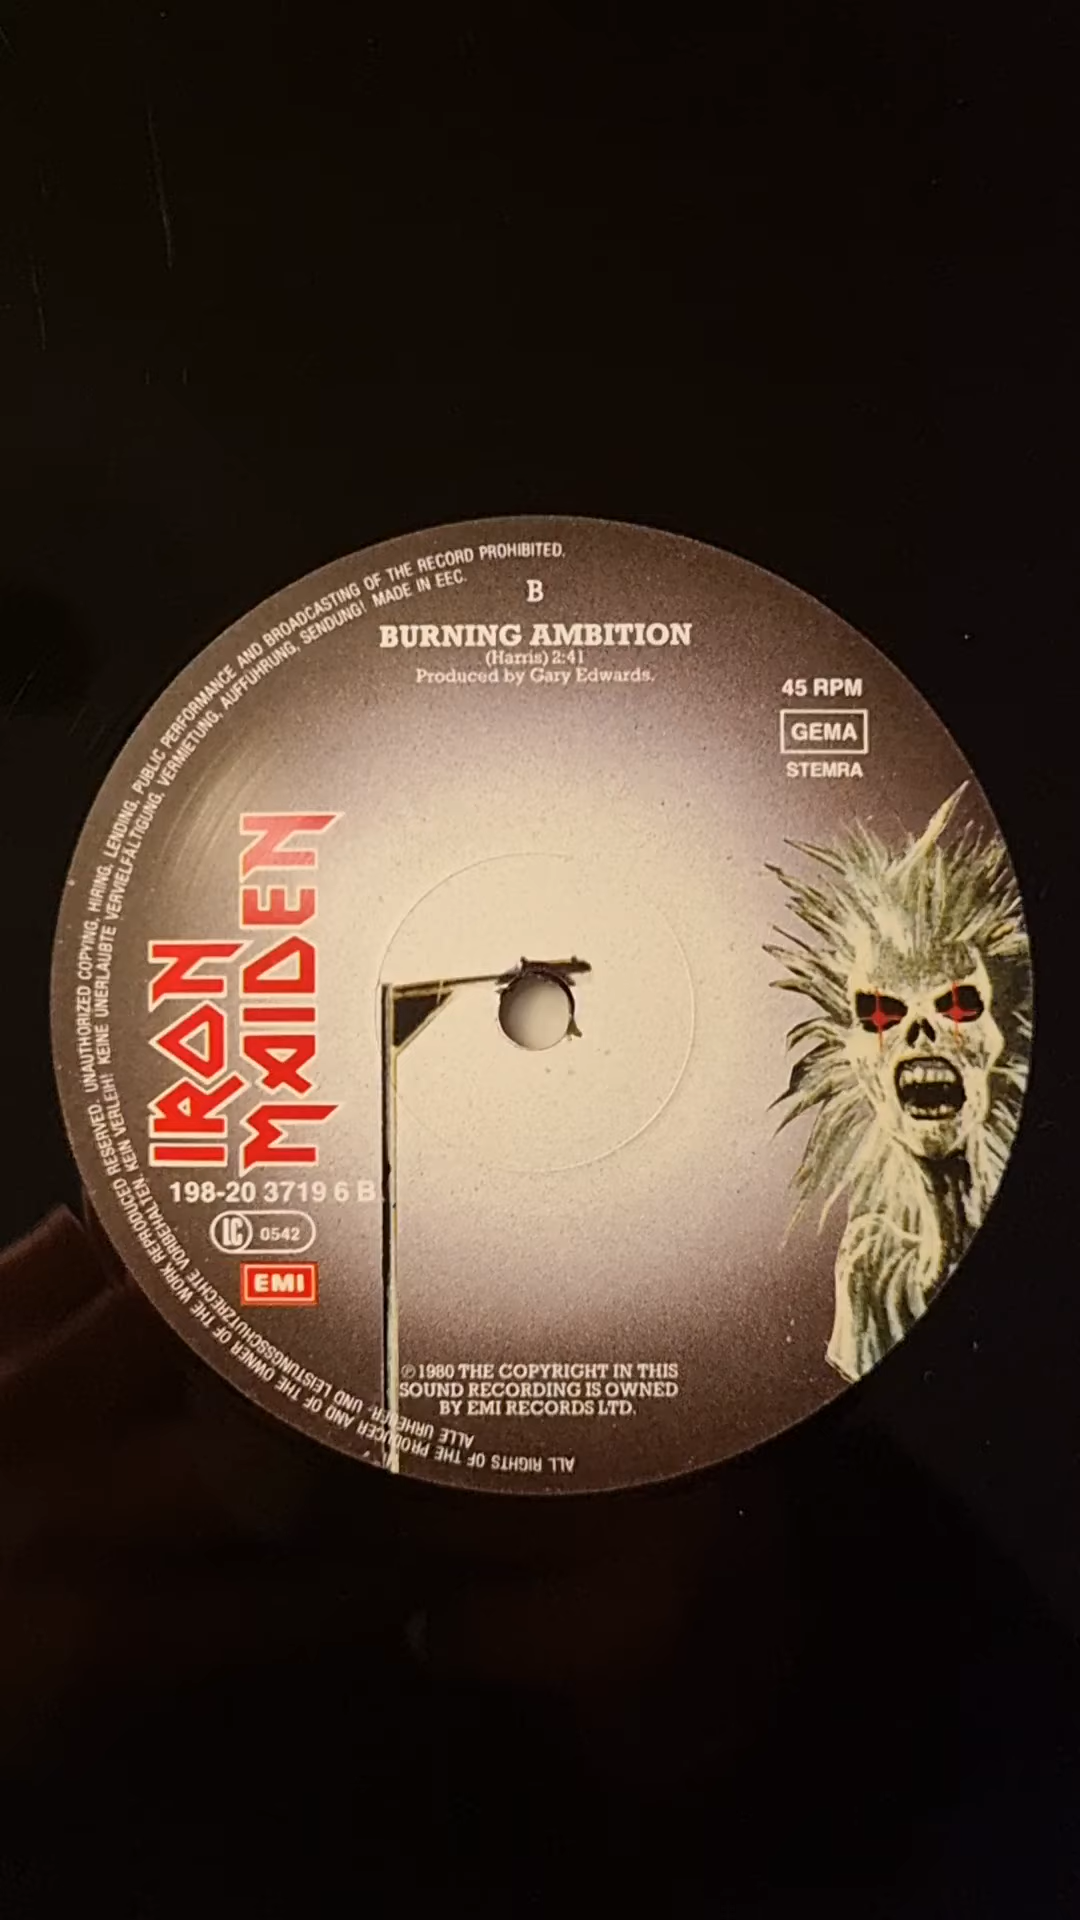 B
BURNING AMBITION
(Harris) 2:41
Produced by Gary Edwards.
45 RPM
GEMA
STEMRA
IRON
MAIDEN
198-20 3719 6 B
LC 0542
EMI
℗ 1980 THE COPYRIGHT IN THIS
SOUND RECORDING IS OWNED
BY EMI RECORDS LTD.
ALL RIGHTS OF THE PRODUCER AND OF THE OWNER OF THE WORK REPRODUCED RESERVED. UNAUTHORIZED COPYING, HIRING, LENDING, PUBLIC PERFORMANCE AND BROADCASTING OF THE RECORD PROHIBITED.
ALLE URHEBER- UND LEISTUNGSSCHUTZRECHTE VORBEHALTEN KEIN VERLEIH! KEINE UNERLAUBTE VERVIELFÄLTIGUNG, VERMIETUNG, AUFFÜHRUNG, SENDUNG! MADE IN EEC.